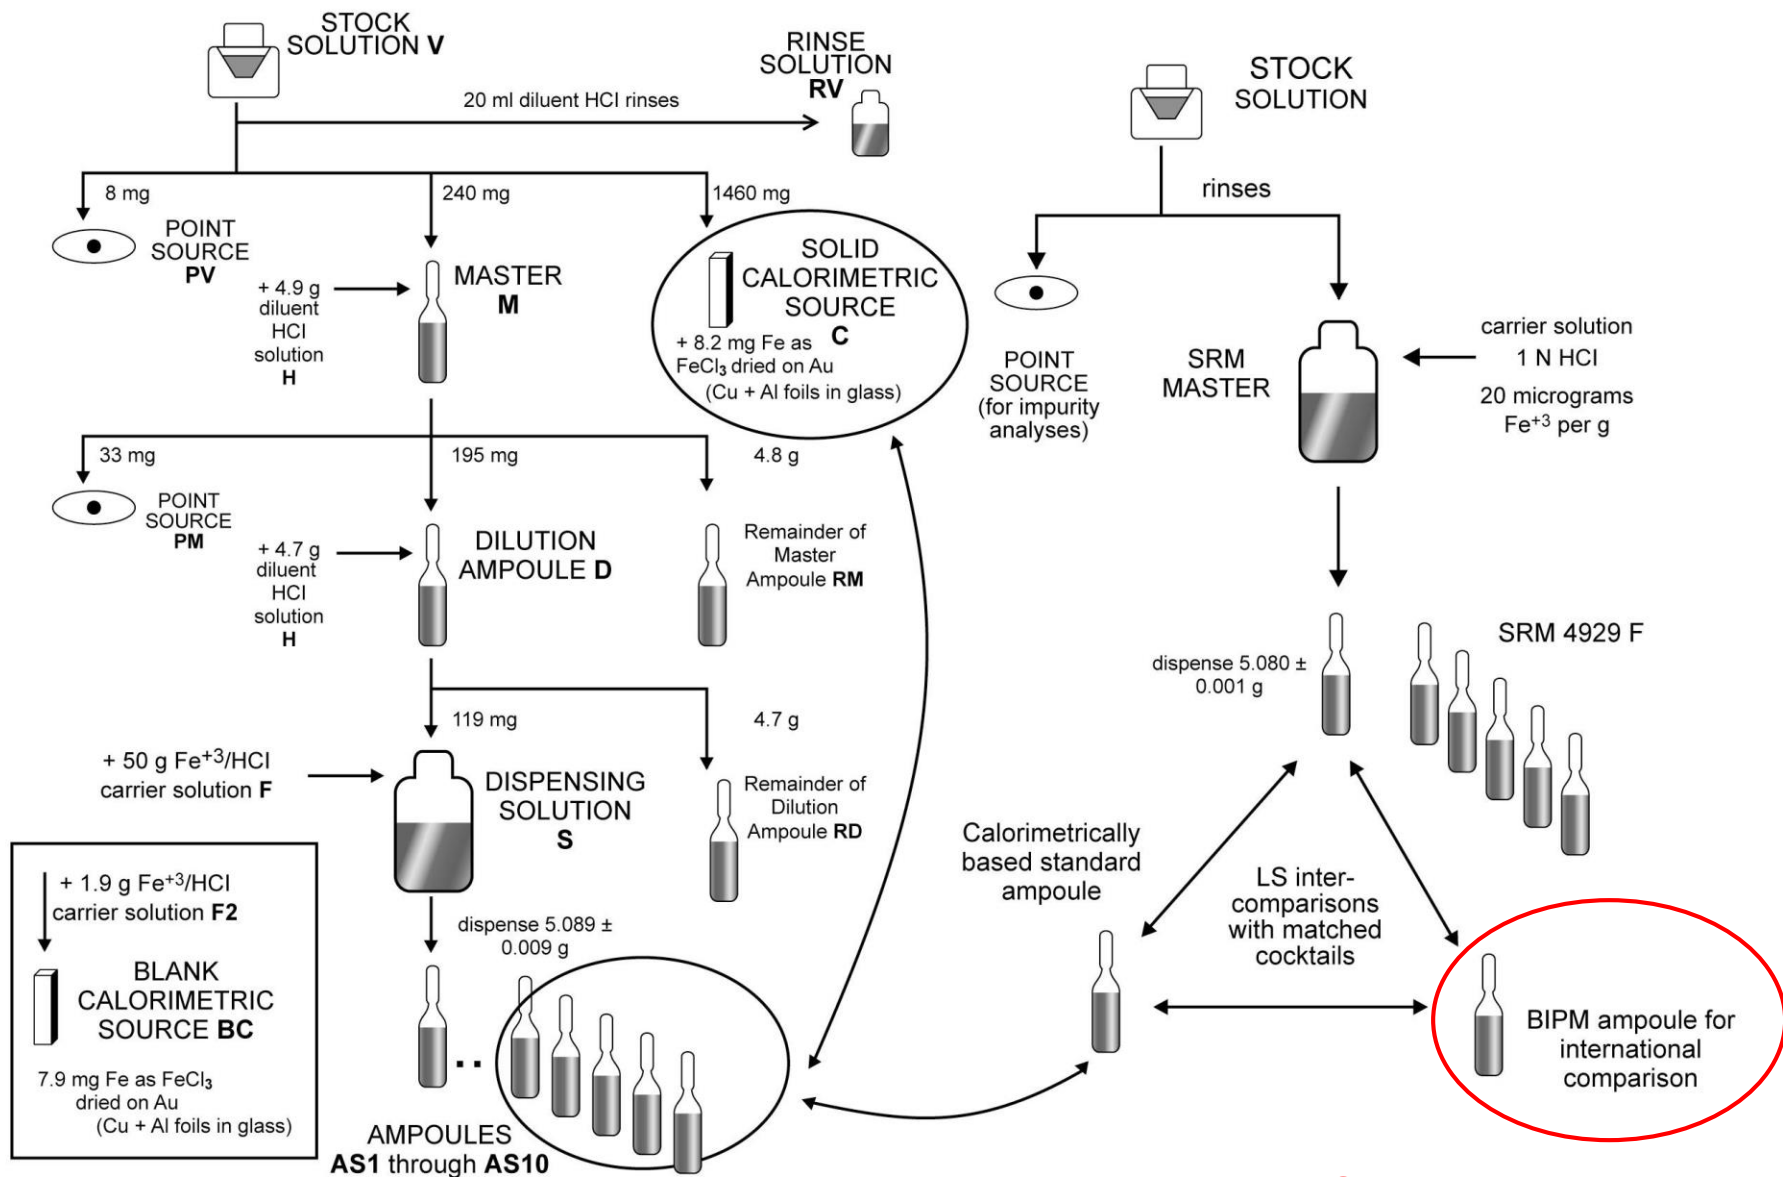 STOCK
SOLUTION V
20 ml diluent HCl rinses
RINSE
SOLUTION
RV
8 mg
240 mg
1460 mg
POINT
SOURCE
PV
+ 4.9 g
diluent
HCl
solution
H
MASTER
M
SOLID
CALORIMETRIC
SOURCE
C
+ 8.2 mg Fe as
FeCl3 dried on Au
(Cu + Al foils in glass)
33 mg
195 mg
4.8 g
POINT
SOURCE
PM
+ 4.7 g
diluent
HCl
solution
H
DILUTION
AMPOULE D
Remainder of
Master
Ampoule RM
119 mg
4.7 g
+ 50 g Fe+3/HCl
carrier solution F
DISPENSING
SOLUTION
S
Remainder of
Dilution
Ampoule RD
+ 1.9 g Fe+3/HCl
carrier solution F2
BLANK
CALORIMETRIC
SOURCE BC
7.9 mg Fe as FeCl3
dried on Au
(Cu + Al foils in glass)
dispense 5.089 ±
0.009 g
..
AMPOULES
AS1 through AS10
STOCK
SOLUTION
rinses
POINT
SOURCE
(for impurity
analyses)
SRM
MASTER
carrier solution
1 N HCl
20 micrograms
Fe+3 per g
dispense 5.080 ±
0.001 g
SRM 4929 F
Calorimetrically
based standard
ampoule
LS inter-
comparisons
with matched
cocktails
BIPM ampoule for
international
comparison